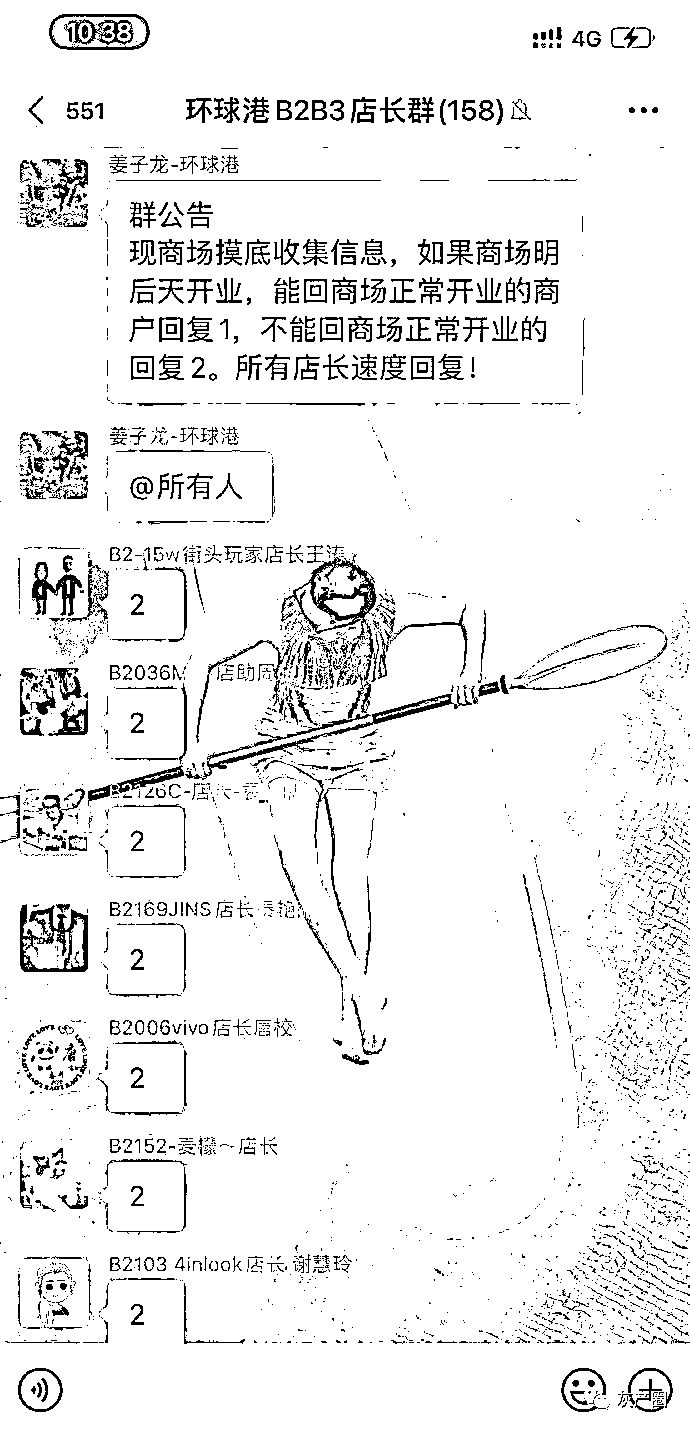 10:38
4G
551
环球港B2B3店长群(158)
姜子龙-环球港
群公告
现商场摸底收集信息，如果商场明
后天开业，能回商场正常开业的商
户回复1，不能回商场正常开业的
回复2。所有店长速度回复！
姜子龙-环球港
@所有人
B2-15w街头玩家店长王涛
2
B2036M 店助周
2
B2126C-店长-
2
B2169JINS店长
2
B2006vivo店长屠校
2
B2152-麦檬～店长
2
B2103 4inlook店长 谢慧玲
2
灰产圈